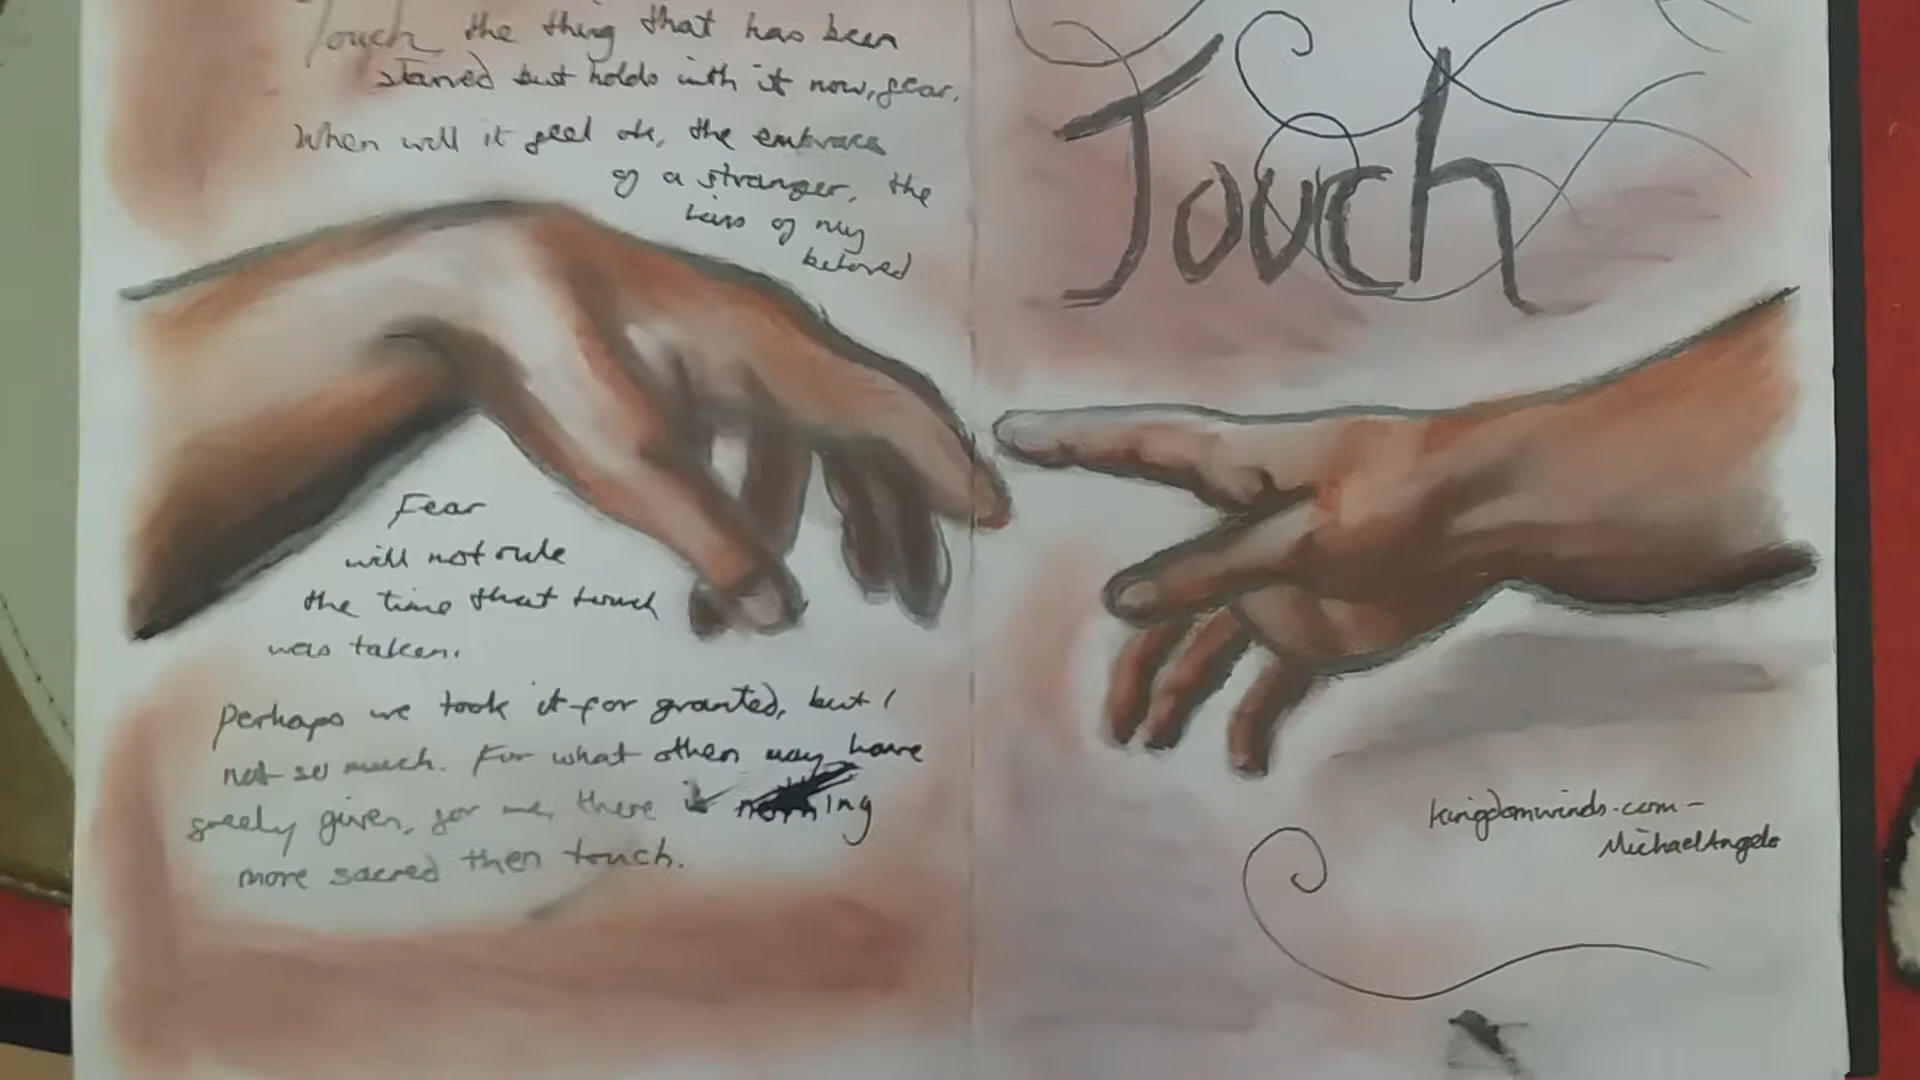 Touch the thing that has been
starved but holds with it now, fear.
When will it feel ok, the embrace
of a stranger, the
kiss of my
beloved
Fear
will not rule
the time that touch
was taken.
Perhaps we took it for granted, but I
not so much. For what others may have
freely given, for me, there is nothing
more sacred then touch.
Touch
kingdomwinds.com -
MichaelAngelo